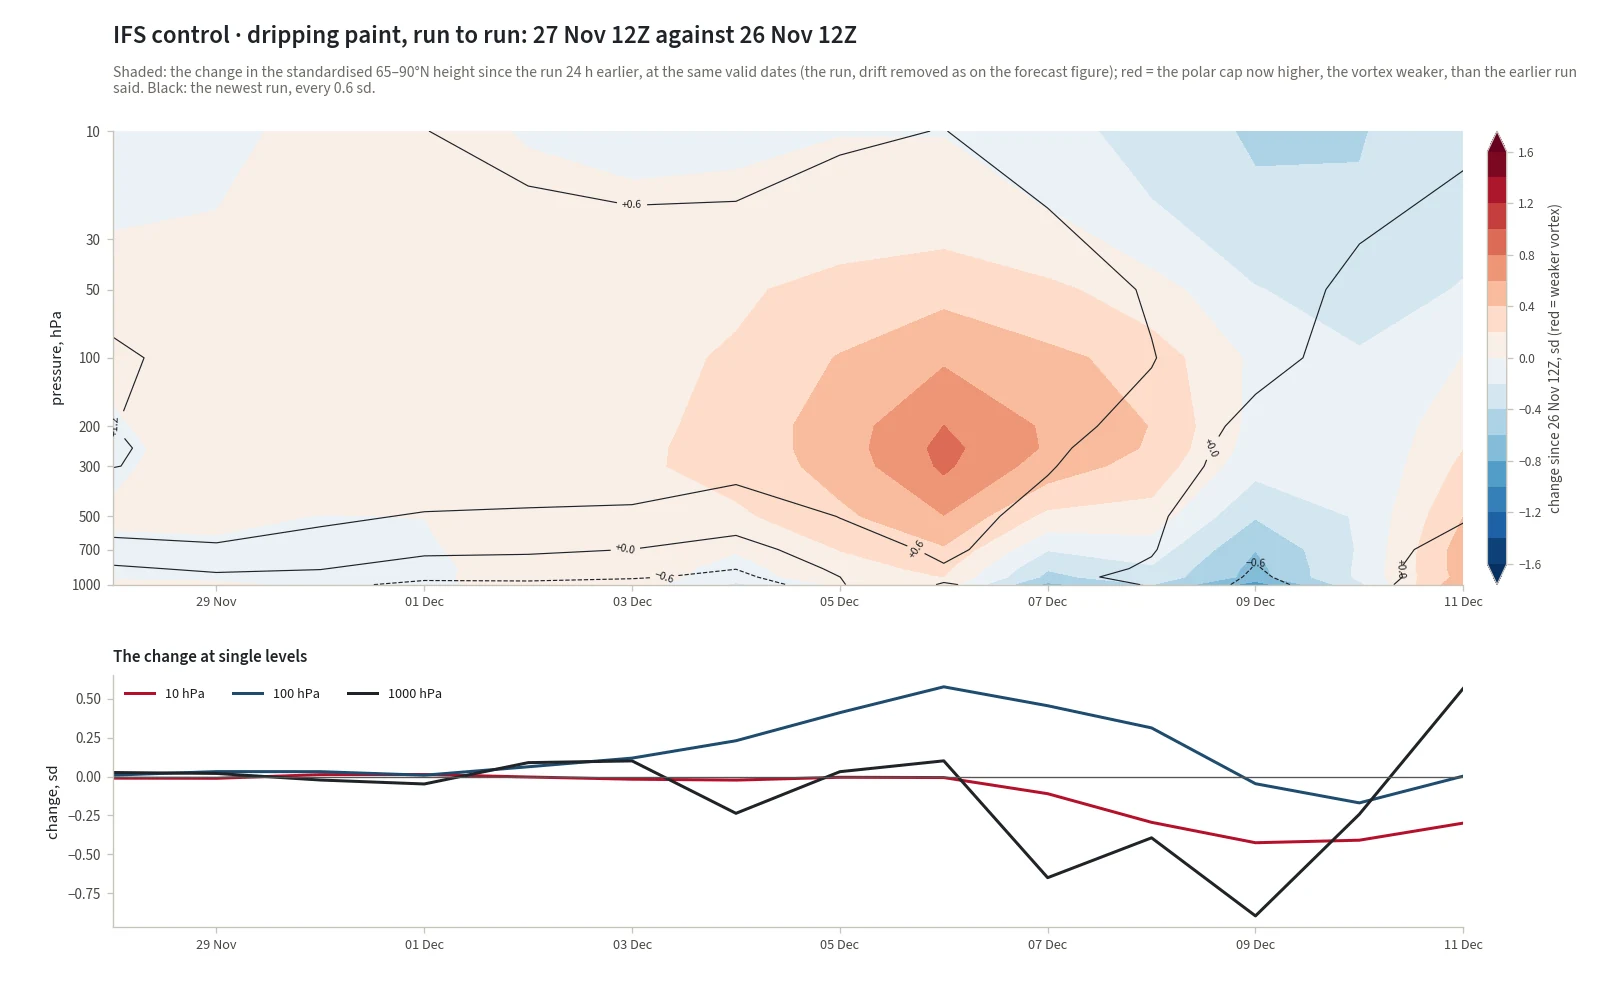 IFS control · dripping paint, run to run: 27 Nov 12Z against 26 Nov 12Z
Shaded: the change in the standardised 65–90°N height since the run 24 h earlier, at the same valid dates (the run, drift removed as on the forecast figure); red = the polar cap now higher, the vortex weaker, than the earlier run
said. Black: the newest run, every 0.6 sd.
pressure, hPa
10
30
50
100
200
300
500
700
1000
29 Nov
01 Dec
03 Dec
05 Dec
07 Dec
09 Dec
11 Dec
+0.6
+1.2
+0.0
−0.6
+0.6
+0.0
−0.6
+0.0
1.6
1.2
0.8
0.4
0.0
−0.4
−0.8
−1.2
−1.6
change since 26 Nov 12Z, sd (red = weaker vortex)
The change at single levels
10 hPa
100 hPa
1000 hPa
change, sd
0.50
0.25
0.00
−0.25
−0.50
−0.75
29 Nov
01 Dec
03 Dec
05 Dec
07 Dec
09 Dec
11 Dec